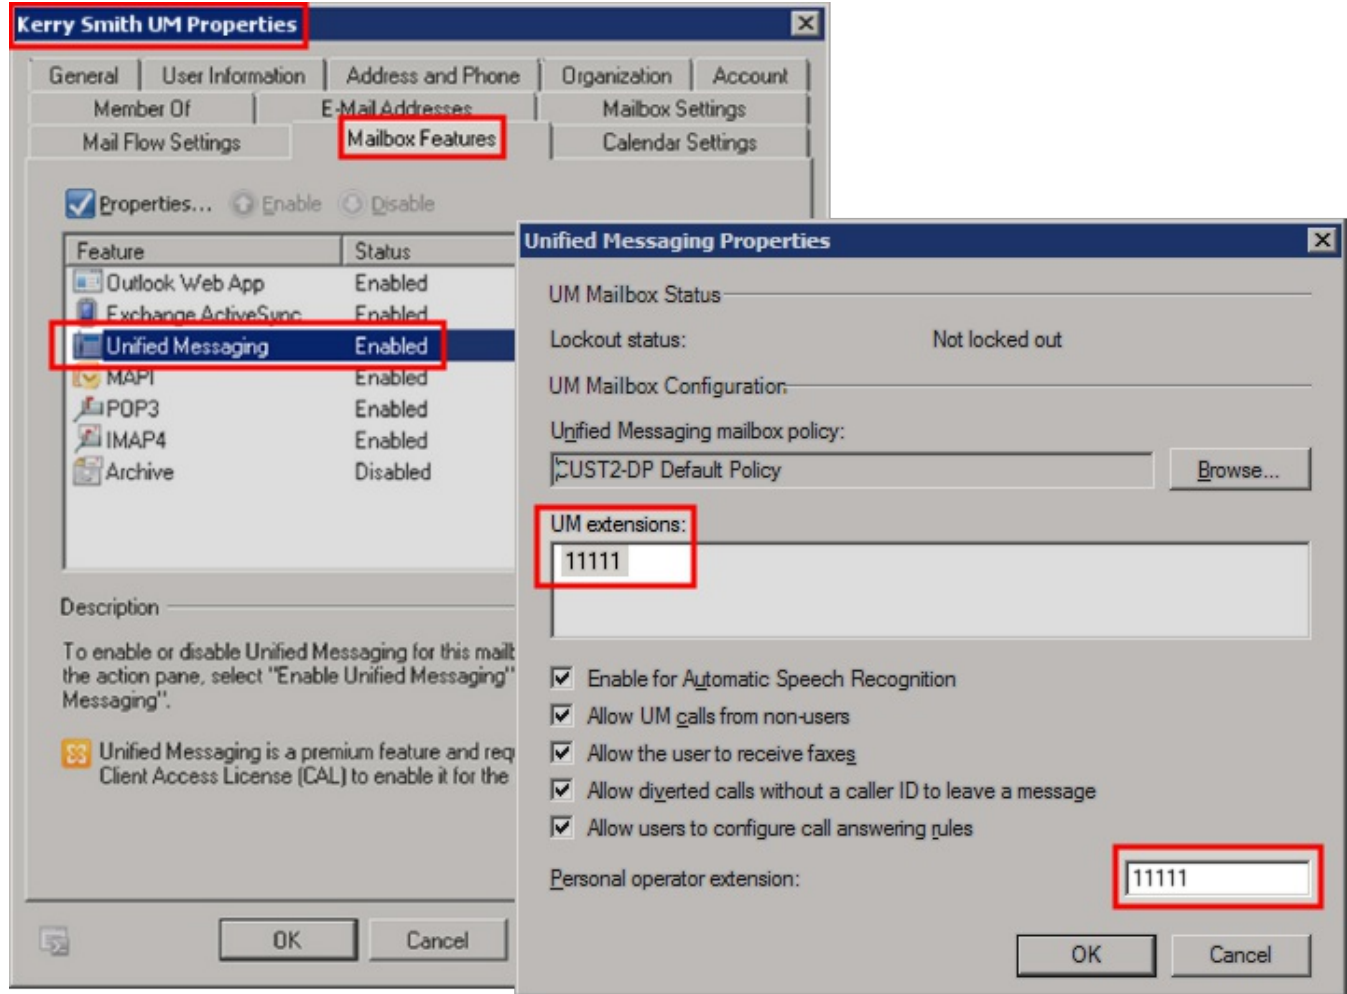 Kerry Smith UM Properties
General User Information Address and Phone Organization Account
Member Of E-Mail Addresses Mailbox Settings
Mail Flow Settings Mailbox Features Calendar Settings
Properties... Enable Disable
Feature Status
Outlook Web App Enabled
Exchange ActiveSync Enabled
Unified Messaging Enabled
MAPI Enabled
POP3 Enabled
IMAP4 Enabled
Archive Disabled
Description
To enable or disable Unified Messaging for this mailb
the action pane, select "Enable Unified Messaging"
Messaging".
Unified Messaging is a premium feature and req
Client Access License (CAL) to enable it for the
OK Cancel
Unified Messaging Properties
UM Mailbox Status
Lockout status: Not locked out
UM Mailbox Configuration
Unified Messaging mailbox policy:
CUST2-DP Default Policy Browse...
UM extensions:
11111
Enable for Automatic Speech Recognition
Allow UM calls from non-users
Allow the user to receive faxes
Allow diverted calls without a caller ID to leave a message
Allow users to configure call answering rules
Personal operator extension: 11111
OK Cancel